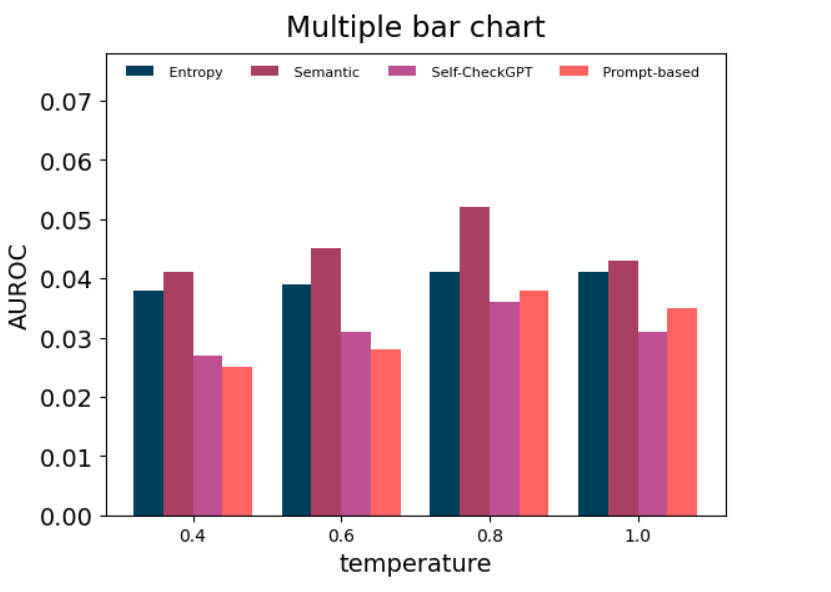 Multiple bar chart
Entropy Semantic Self-CheckGPT Prompt-based
0.07
0.06
0.05
0.04
0.03
0.02
0.01
0.00
AUROC
0.4 0.6 0.8 1.0
temperature